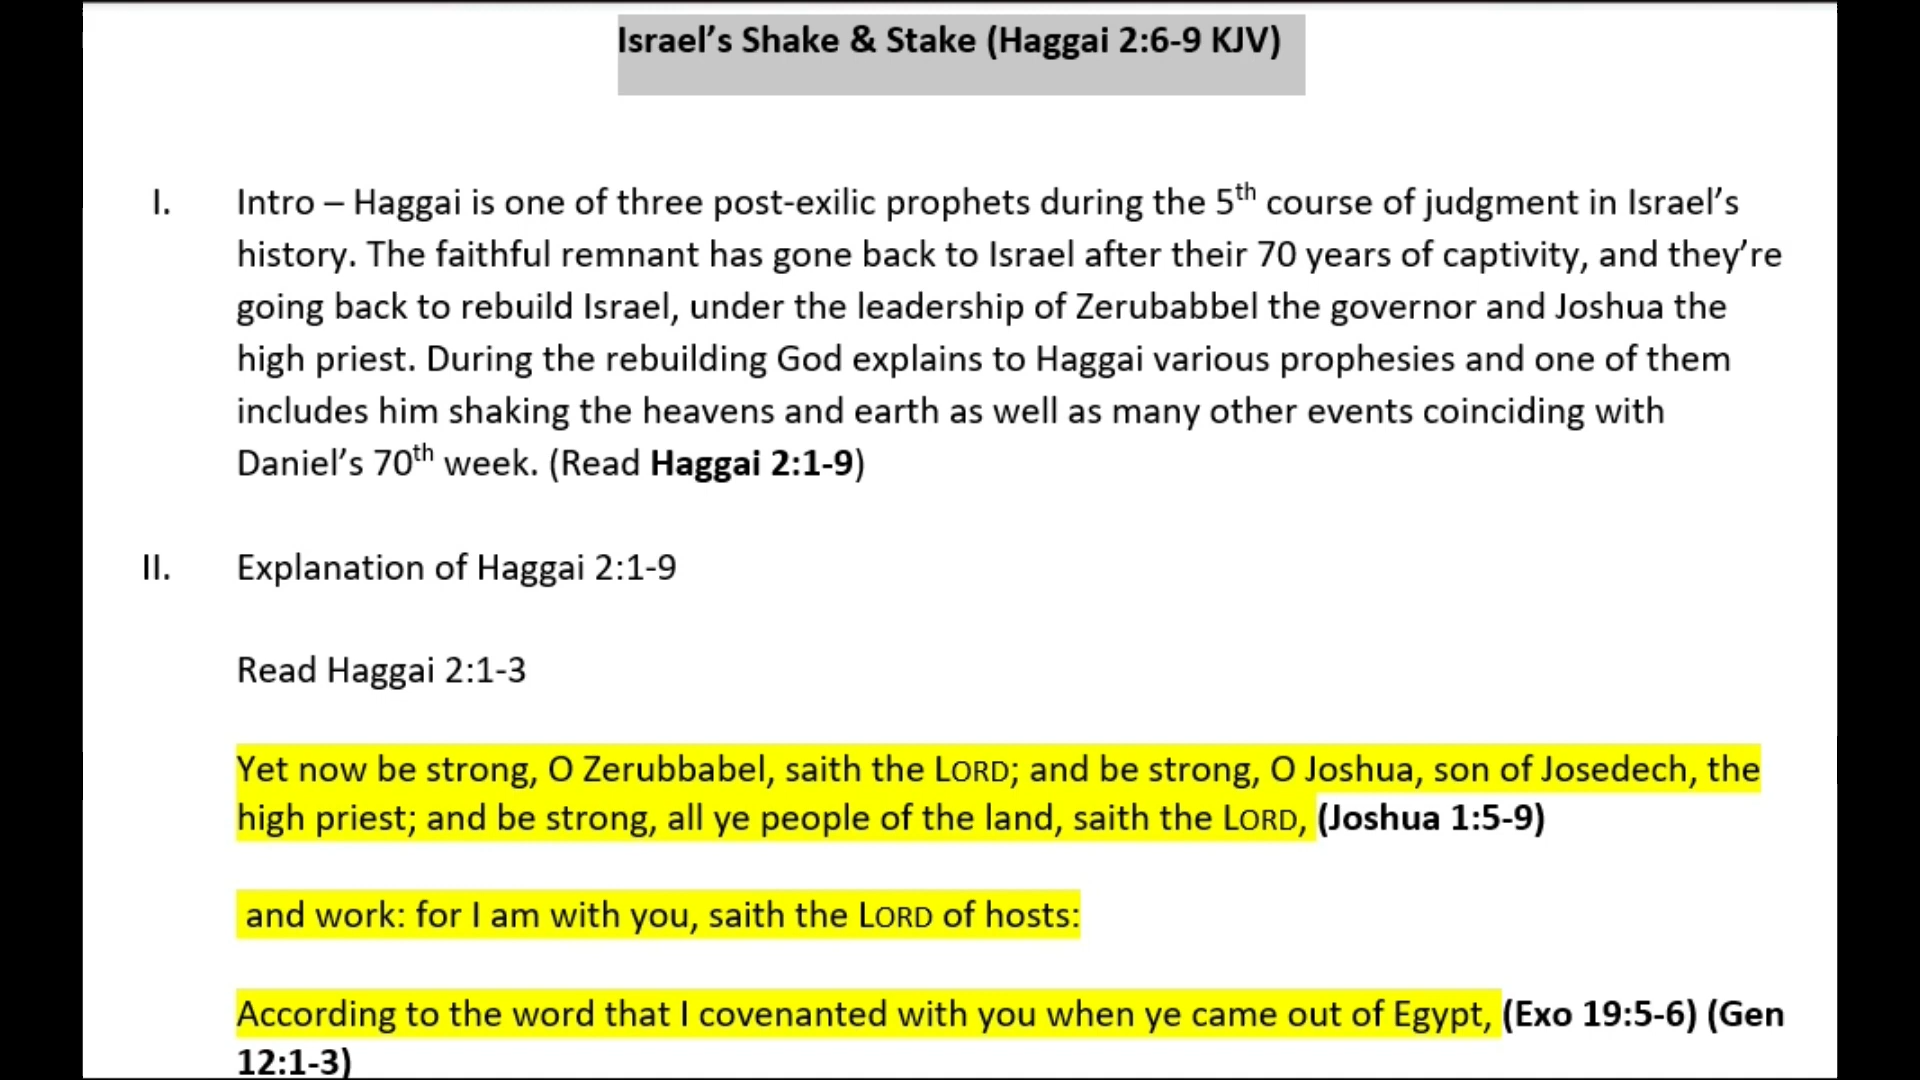 Israel’s Shake & Stake (Haggai 2:6-9 KJV)
I. Intro – Haggai is one of three post-exilic prophets during the 5th course of judgment in Israel’s
history. The faithful remnant has gone back to Israel after their 70 years of captivity, and they’re
going back to rebuild Israel, under the leadership of Zerubabbel the governor and Joshua the
high priest. During the rebuilding God explains to Haggai various prophesies and one of them
includes him shaking the heavens and earth as well as many other events coinciding with
Daniel’s 70th week. (Read Haggai 2:1-9)
II. Explanation of Haggai 2:1-9
Read Haggai 2:1-3
Yet now be strong, O Zerubbabel, saith the LORD; and be strong, O Joshua, son of Josedech, the
high priest; and be strong, all ye people of the land, saith the LORD, (Joshua 1:5-9)
and work: for I am with you, saith the LORD of hosts:
According to the word that I covenanted with you when ye came out of Egypt, (Exo 19:5-6) (Gen
12:1-3)